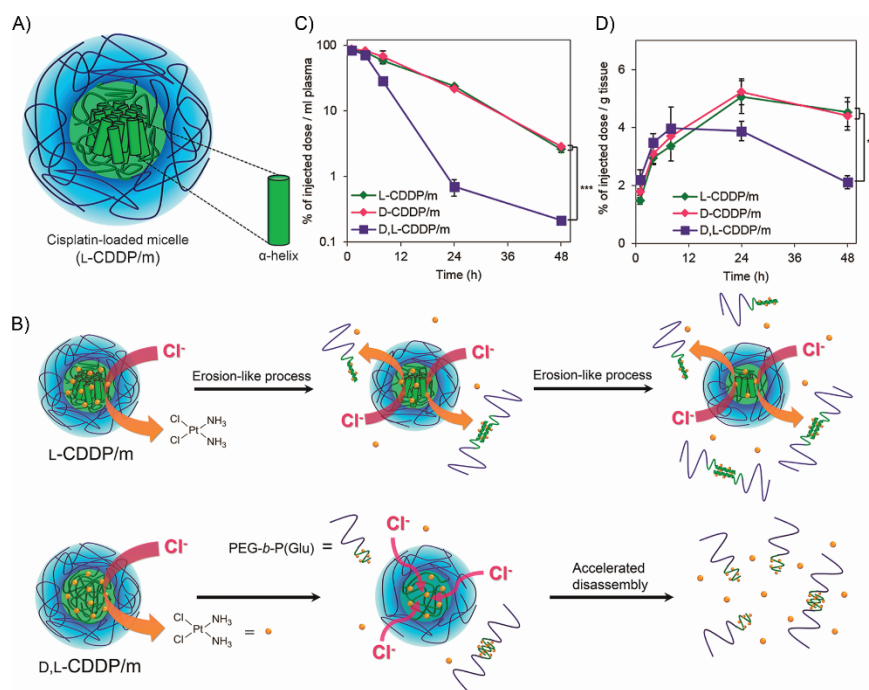 A)
Cisplatin-loaded micelle
(L-CDDP/m)
α-helix
C)
% of injected dose / ml plasma
100
10
1
0.1
0
12
24
36
48
Time (h)
L-CDDP/m
D-CDDP/m
D,L-CDDP/m
***
D)
% of injected dose / g tissue
6
4
2
0
0
12
24
36
48
Time (h)
L-CDDP/m
D-CDDP/m
D,L-CDDP/m
*
B)
Cl-
Erosion-like process
Cl-
Cl-
Erosion-like process
Cl-
Cl-
Cl
NH3
Pt
Cl
NH3
L-CDDP/m
Cl-
PEG-b-P(Glu) =
Cl-
Cl-
Cl-
Accelerated
disassembly
Cl
NH3
Pt
=
Cl
NH3
D,L-CDDP/m